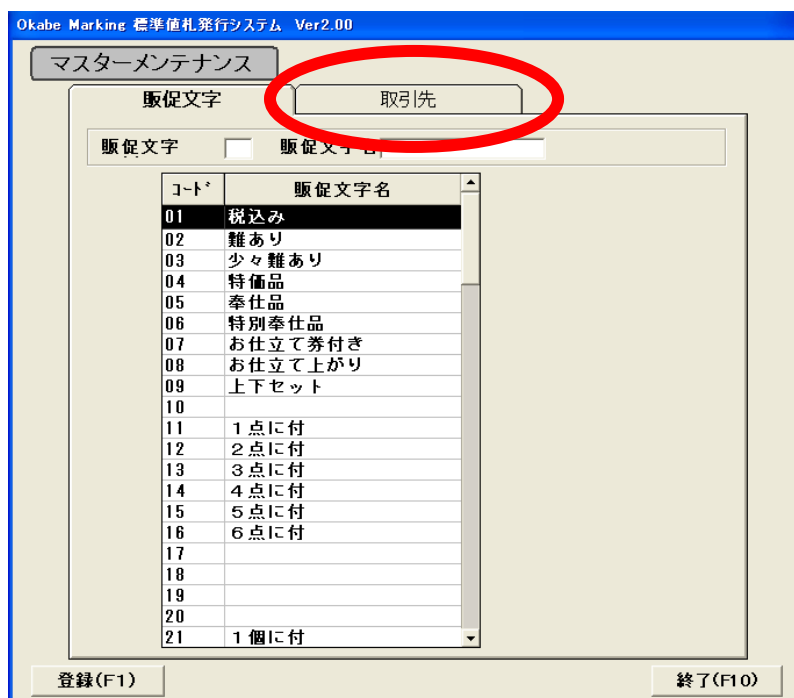 Okabe Marking 標準値札発行システム Ver2.00
マスターメンテナンス
販促文字 取引先
販促文字 販促文字名
コード 販促文字名
01 税込み
02 難あり
03 少々難あり
04 特価品
05 奉仕品
06 特別奉仕品
07 お仕立て券付き
08 お仕立て上がり
09 上下セット
10
11 1点に付
12 2点に付
13 3点に付
14 4点に付
15 5点に付
16 6点に付
17
18
19
20
21 1個に付
登録(F1) 終了(F10)